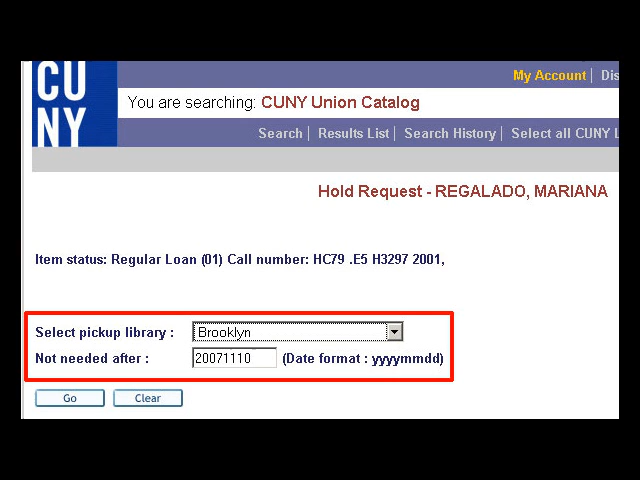 CU
NY
My Account | Dis
You are searching: CUNY Union Catalog
Search | Results List | Search History | Select all CUNY L
Hold Request - REGALADO, MARIANA
Item status: Regular Loan (01) Call number: HC79 .E5 H3297 2001,
Select pickup library : Brooklyn
Not needed after : 20071110 (Date format : yyyymmdd)
Go Clear